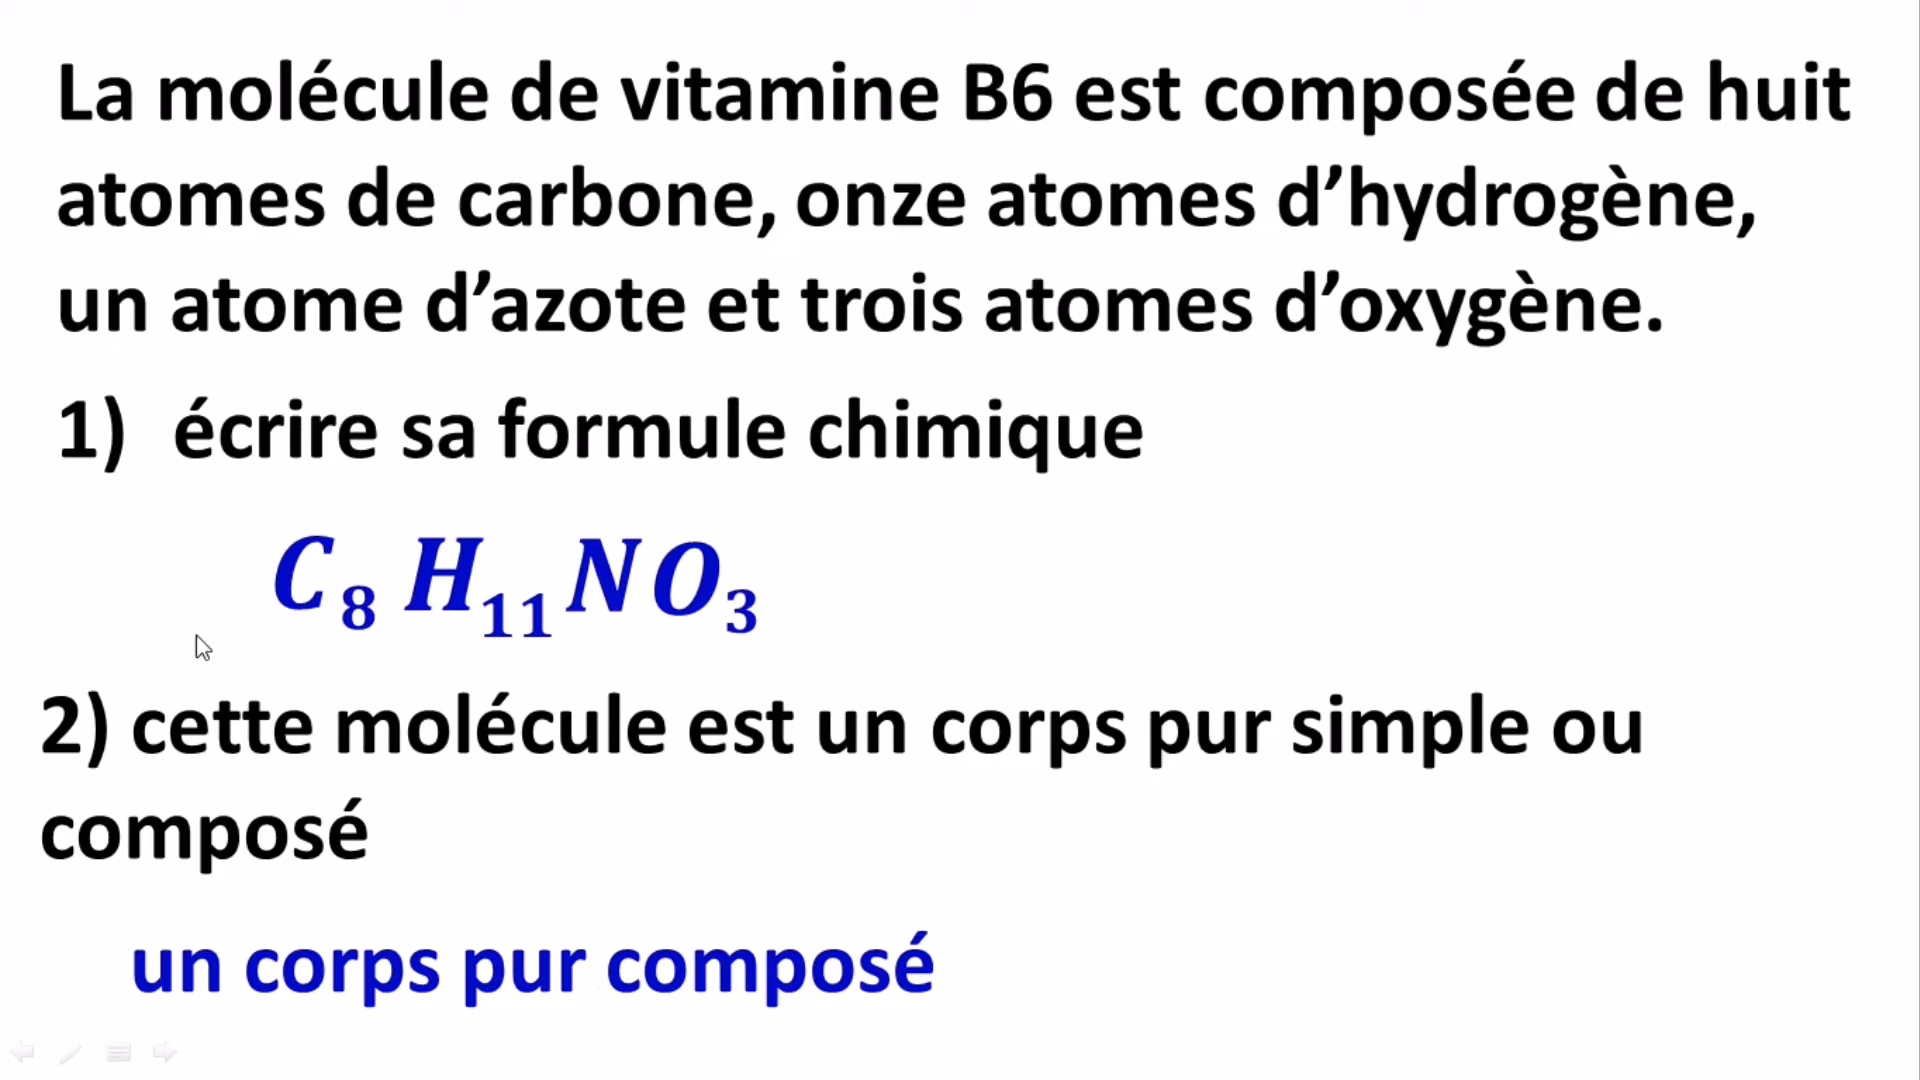 La molécule de vitamine B6 est composée de huit
atomes de carbone, onze atomes d’hydrogène,
un atome d’azote et trois atomes d’oxygène.
1) écrire sa formule chimique
C₈ H₁₁ N O₃
2) cette molécule est un corps pur simple ou
composé
un corps pur composé